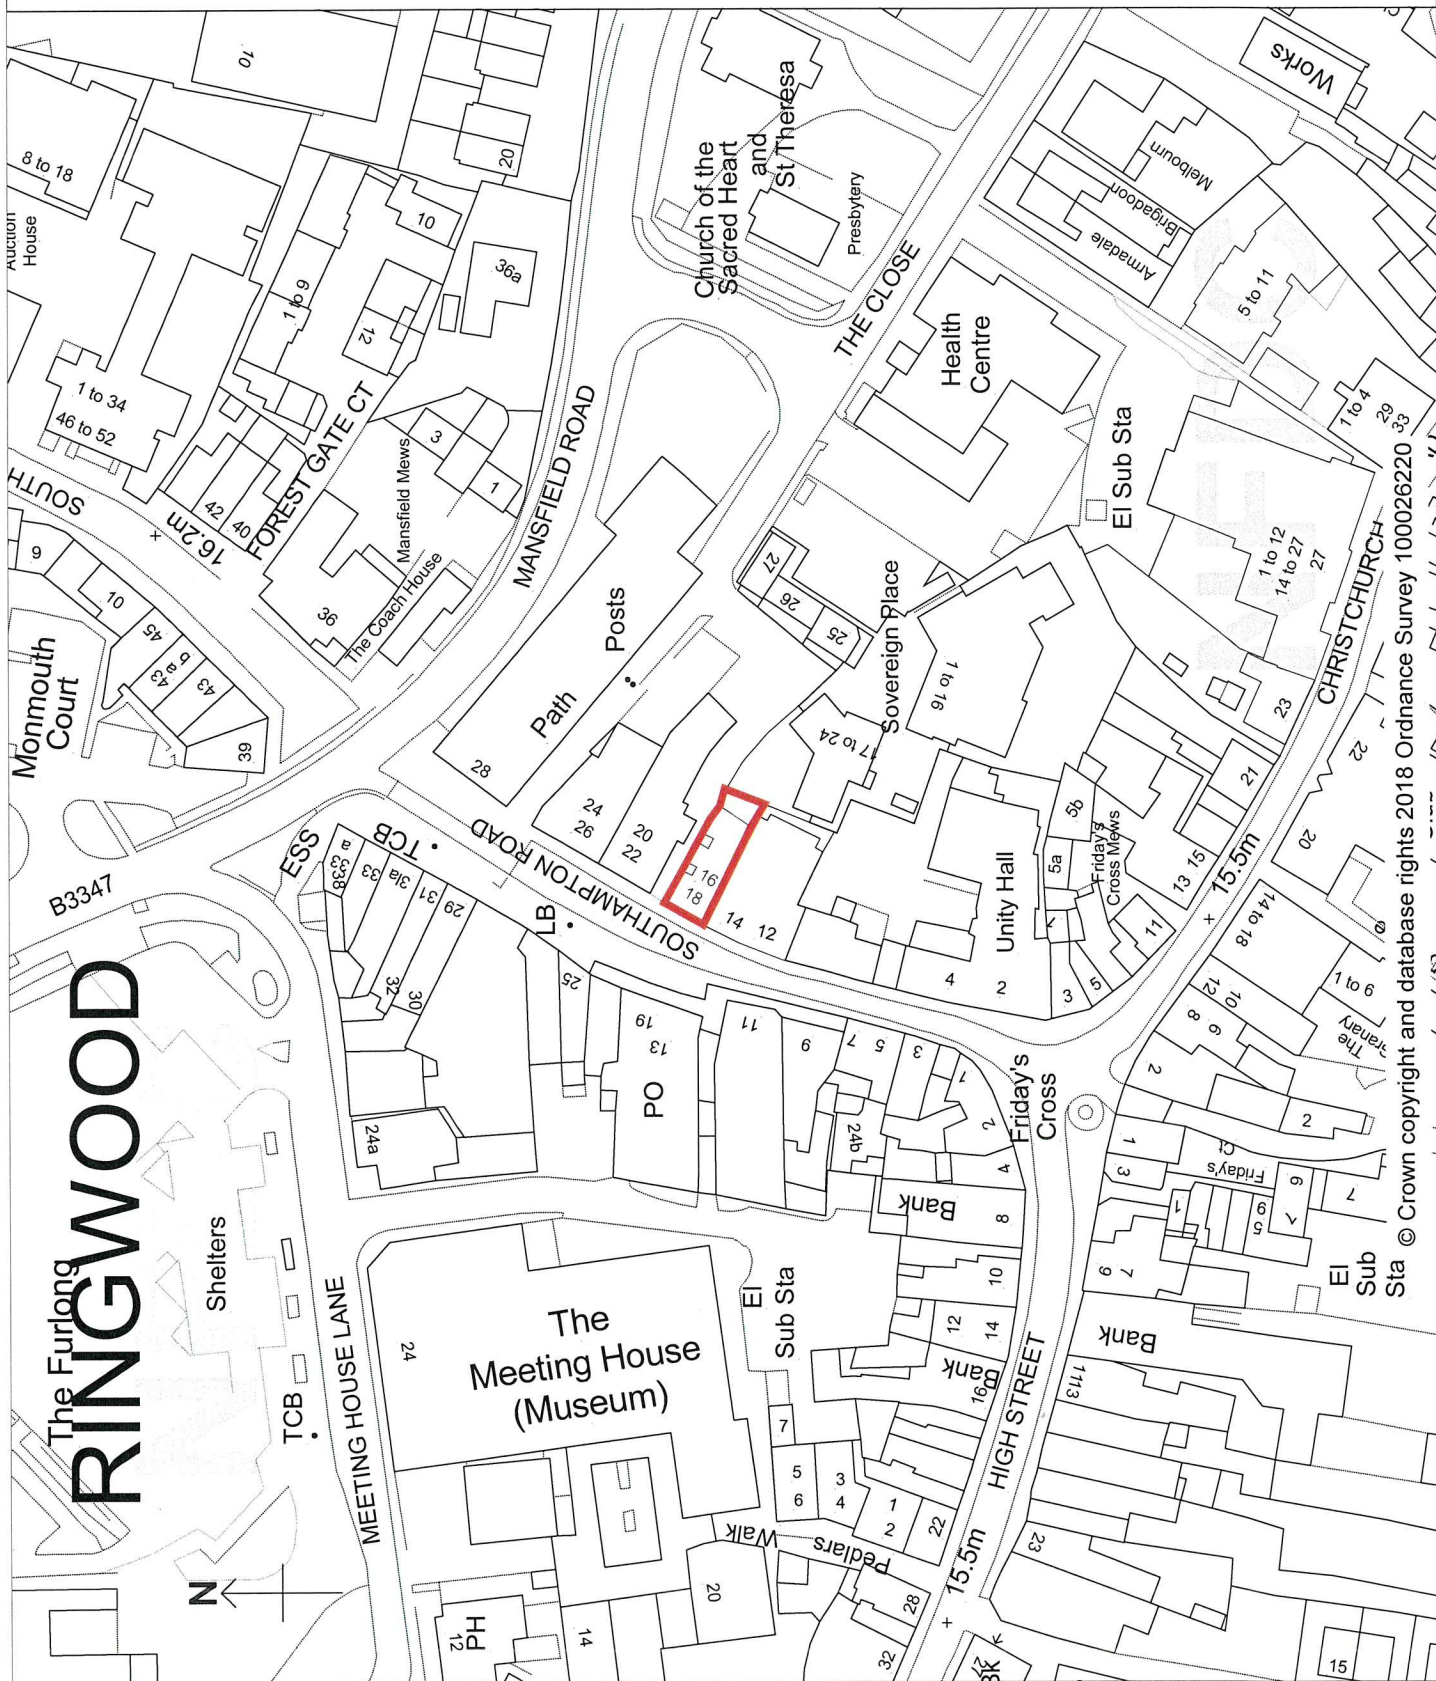 RINGWOOD
The Furlong
Shelters
TCB
MEETING HOUSE LANE
N
B3347
Monmouth
Court
SOUTH
16.2m
9
10
45
43 a b
43
39
Auction
House
8 to 18
10
1 to 34
46 to 52
42
40
FOREST GATE CT
1 to 9
12
10
20
36a
36
The Coach House
Mansfield Mews
3
1
MANSFIELD ROAD
Church of the
Sacred Heart
and
St Theresa
Presbytery
THE CLOSE
Health
Centre
El Sub Sta
Works
Melbourn
Brigadoon
Armadale
5 to 11
1 to 4
29
33
Posts
Path
28
24
26
20
22
16
18
14
12
SOUTHAMPTON ROAD
ESS
TCB
LB
33
31a
31
29
32
30
25
24a
19
13
PO
11
9
7
5
3
1
2
4
24b
Bank
8
10
12
14
Bank
16
27
26
25
Sovereign Place
1 to 16
17 to 24
Unity Hall
4
2
5b
5a
7
Friday's
Cross Mews
3
5
11
13
15
21
23
1 to 12
14 to 27
27
CHRISTCHURCH
22
20
15.5m
14 to 18
12
10
8
6
2
1 to 6
The
Granary
Friday's
Cross
1
3
Friday's
Ct
2
6
7
7
1
5
9
7
9
El
Sub
Sta
Bank
1113
HIGH STREET
23
15.5m
The
Meeting House
(Museum)
24
El
Sub Sta
7
5
6
3
4
1
2
22
Pedlars
Walk
20
28
32
PH
12
14
27
Bk
15
© Crown copyright and database rights 2018 Ordnance Survey 100026220